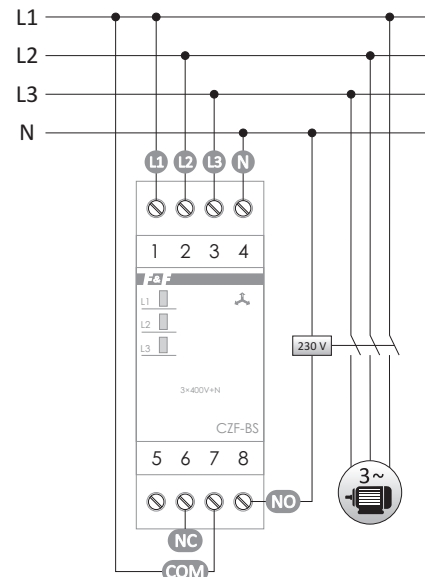 L1
L2
L3
N
L1 L2 L3 N
1 2 3 4
F&F
L1
L2
L3
3×400V+N
CZF-BS
230 V
5 6 7 8
3~
NO
NC
COM